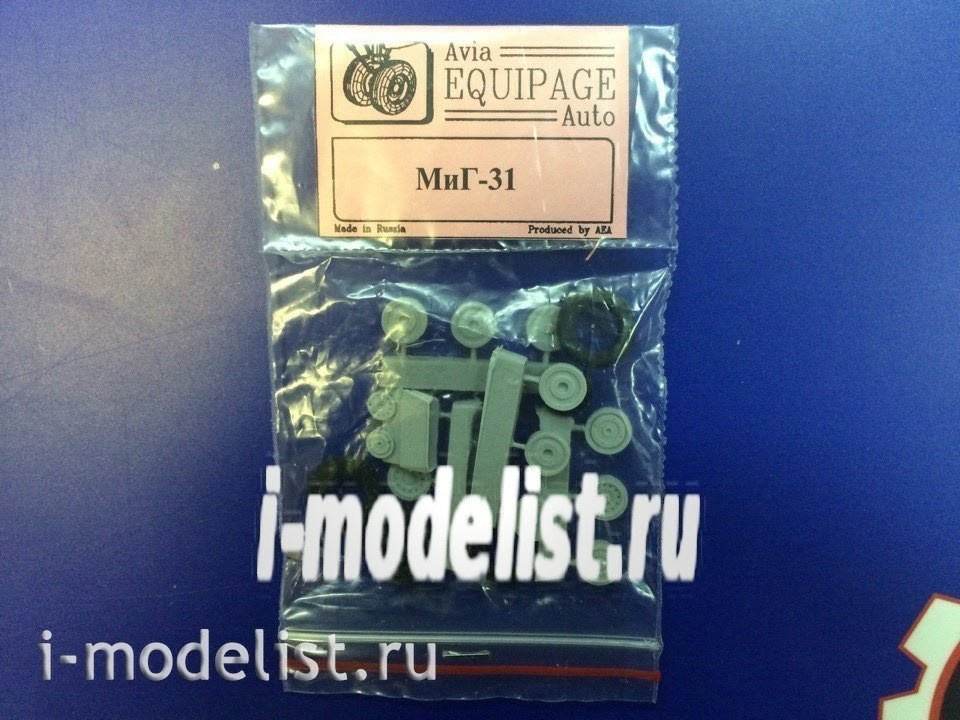 Avia
EQUIPAGE
Auto
МиГ-31
Made in Russia
Produced by AEA
i-modelist.ru
i-modelist.ru